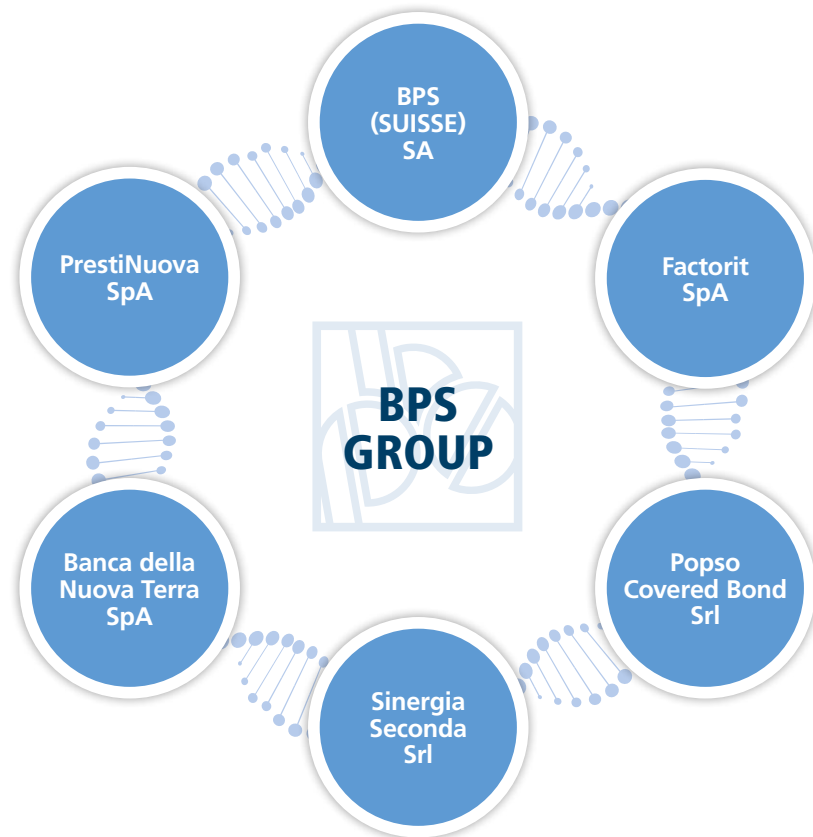 BPS
(SUISSE)
SA
PrestiNuova
SpA
Factorit
SpA
BPS
GROUP
Banca della
Nuova Terra
SpA
Popso
Covered Bond
Srl
Sinergia
Seconda
Srl